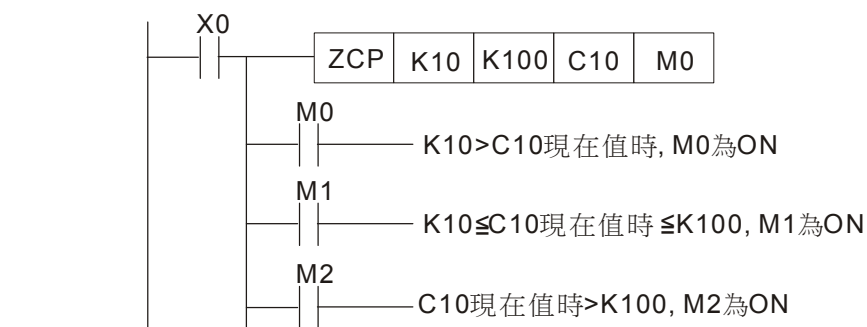 X0
ZCP K10 K100 C10 M0
M0
K10>C10現在值時, M0為ON
M1
K10≦C10現在值時 ≦K100, M1為ON
M2
C10現在值時>K100, M2為ON